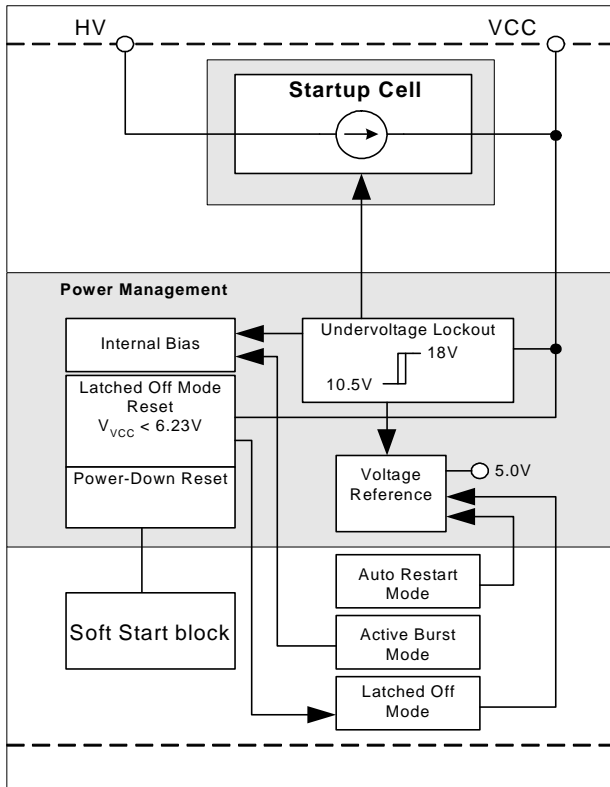 HV
VCC
Startup Cell
Power Management
Internal Bias
Undervoltage Lockout
18V
10.5V
Latched Off Mode
Reset
V_VCC < 6.23V
Power-Down Reset
Voltage
Reference
5.0V
Auto Restart
Mode
Soft Start block
Active Burst
Mode
Latched Off
Mode